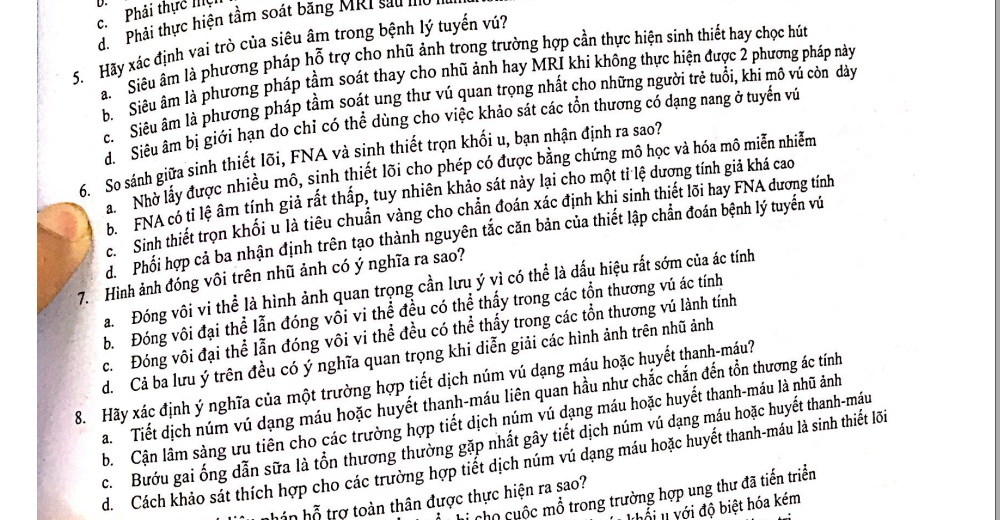 c. Phải thực
d. Phải thực hiện tầm soát bằng MRI sau
5. Hãy xác định vai trò của siêu âm trong bệnh lý tuyến vú?
a. Siêu âm là phương pháp hỗ trợ cho nhũ ảnh trong trường hợp cần thực hiện sinh thiết hay chọc hút
b. Siêu âm là phương pháp tầm soát thay cho nhũ ảnh hay MRI khi không thực hiện được 2 phương pháp này
c. Siêu âm là phương pháp tầm soát ung thư vú quan trọng nhất cho những người trẻ tuổi, khi mô vú còn dày
d. Siêu âm bị giới hạn do chỉ có thể dùng cho việc khảo sát các tổn thương có dạng nang ở tuyến vú
6. So sánh giữa sinh thiết lõi, FNA và sinh thiết trọn khối u, bạn nhận định ra sao?
a. Nhờ lấy được nhiều mô, sinh thiết lõi cho phép có được bằng chứng mô học và hóa mô miễn nhiễm
b. FNA có tỉ lệ âm tính giả rất thấp, tuy nhiên khảo sát này lại cho một tỉ lệ dương tính giả khá cao
c. Sinh thiết trọn khối u là tiêu chuẩn vàng cho chẩn đoán xác định khi sinh thiết lõi hay FNA dương tính
d. Phối hợp cả ba nhận định trên tạo thành nguyên tắc căn bản của thiết lập chẩn đoán bệnh lý tuyến vú
7. Hình ảnh đóng vôi trên nhũ ảnh có ý nghĩa ra sao?
a. Đóng vôi vi thể là hình ảnh quan trọng cần lưu ý vì có thể là dấu hiệu rất sớm của ác tính
b. Đóng vôi đại thể lẫn đóng vôi vi thể đều có thể thấy trong các tổn thương vú ác tính
c. Đóng vôi đại thể lẫn đóng vôi vi thể đều có thể thấy trong các tổn thương vú lành tính
d. Cả ba lưu ý trên đều có ý nghĩa quan trọng khi diễn giải các hình ảnh trên nhũ ảnh
8. Hãy xác định ý nghĩa của một trường hợp tiết dịch núm vú dạng máu hoặc huyết thanh-máu?
a. Tiết dịch núm vú dạng máu hoặc huyết thanh-máu liên quan hầu như chắc chắn đến tổn thương ác tính
b. Cận lâm sàng ưu tiên cho các trường hợp tiết dịch núm vú dạng máu hoặc huyết thanh-máu là nhũ ảnh
c. Bướu gai ống dẫn sữa là tổn thương thường gặp nhất gây tiết dịch núm vú dạng máu hoặc huyết thanh-máu
d. Cách khảo sát thích hợp cho các trường hợp tiết dịch núm vú dạng máu hoặc huyết thanh-máu là sinh thiết lõi
hỗ trợ toàn thân được thực hiện ra sao?
cho cuộc mổ trong trường hợp ung thư đã tiến triển
khối u với độ biệt hóa kém